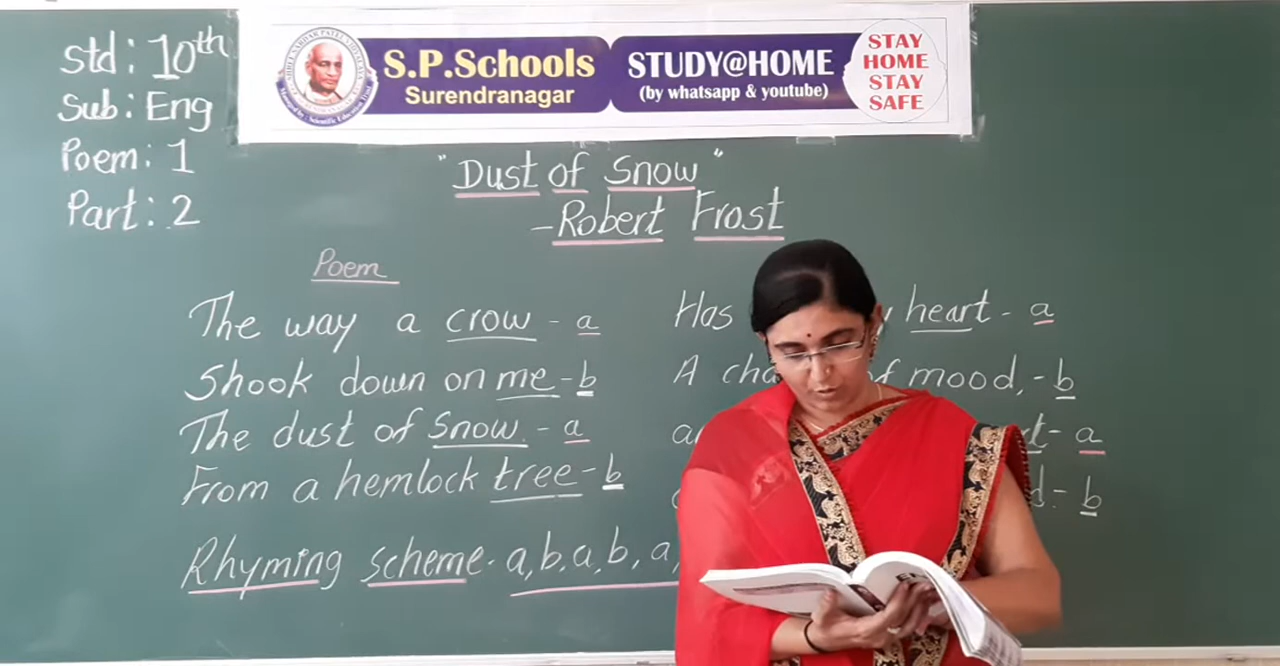 std: 10th
Sub: Eng
Poem: 1
Part: 2
S.P.Schools
Surendranagar
STUDY@HOME
(by whatsapp & youtube)
STAY
HOME
STAY
SAFE
"Dust of Snow"
-Robert Frost
Poem
The way a crow - a
Shook down on me - b
The dust of Snow. - a
From a hemlock tree - b
Rhyming scheme. a, b, a, b, a,
Has heart - a
A of mood, - b
a
b